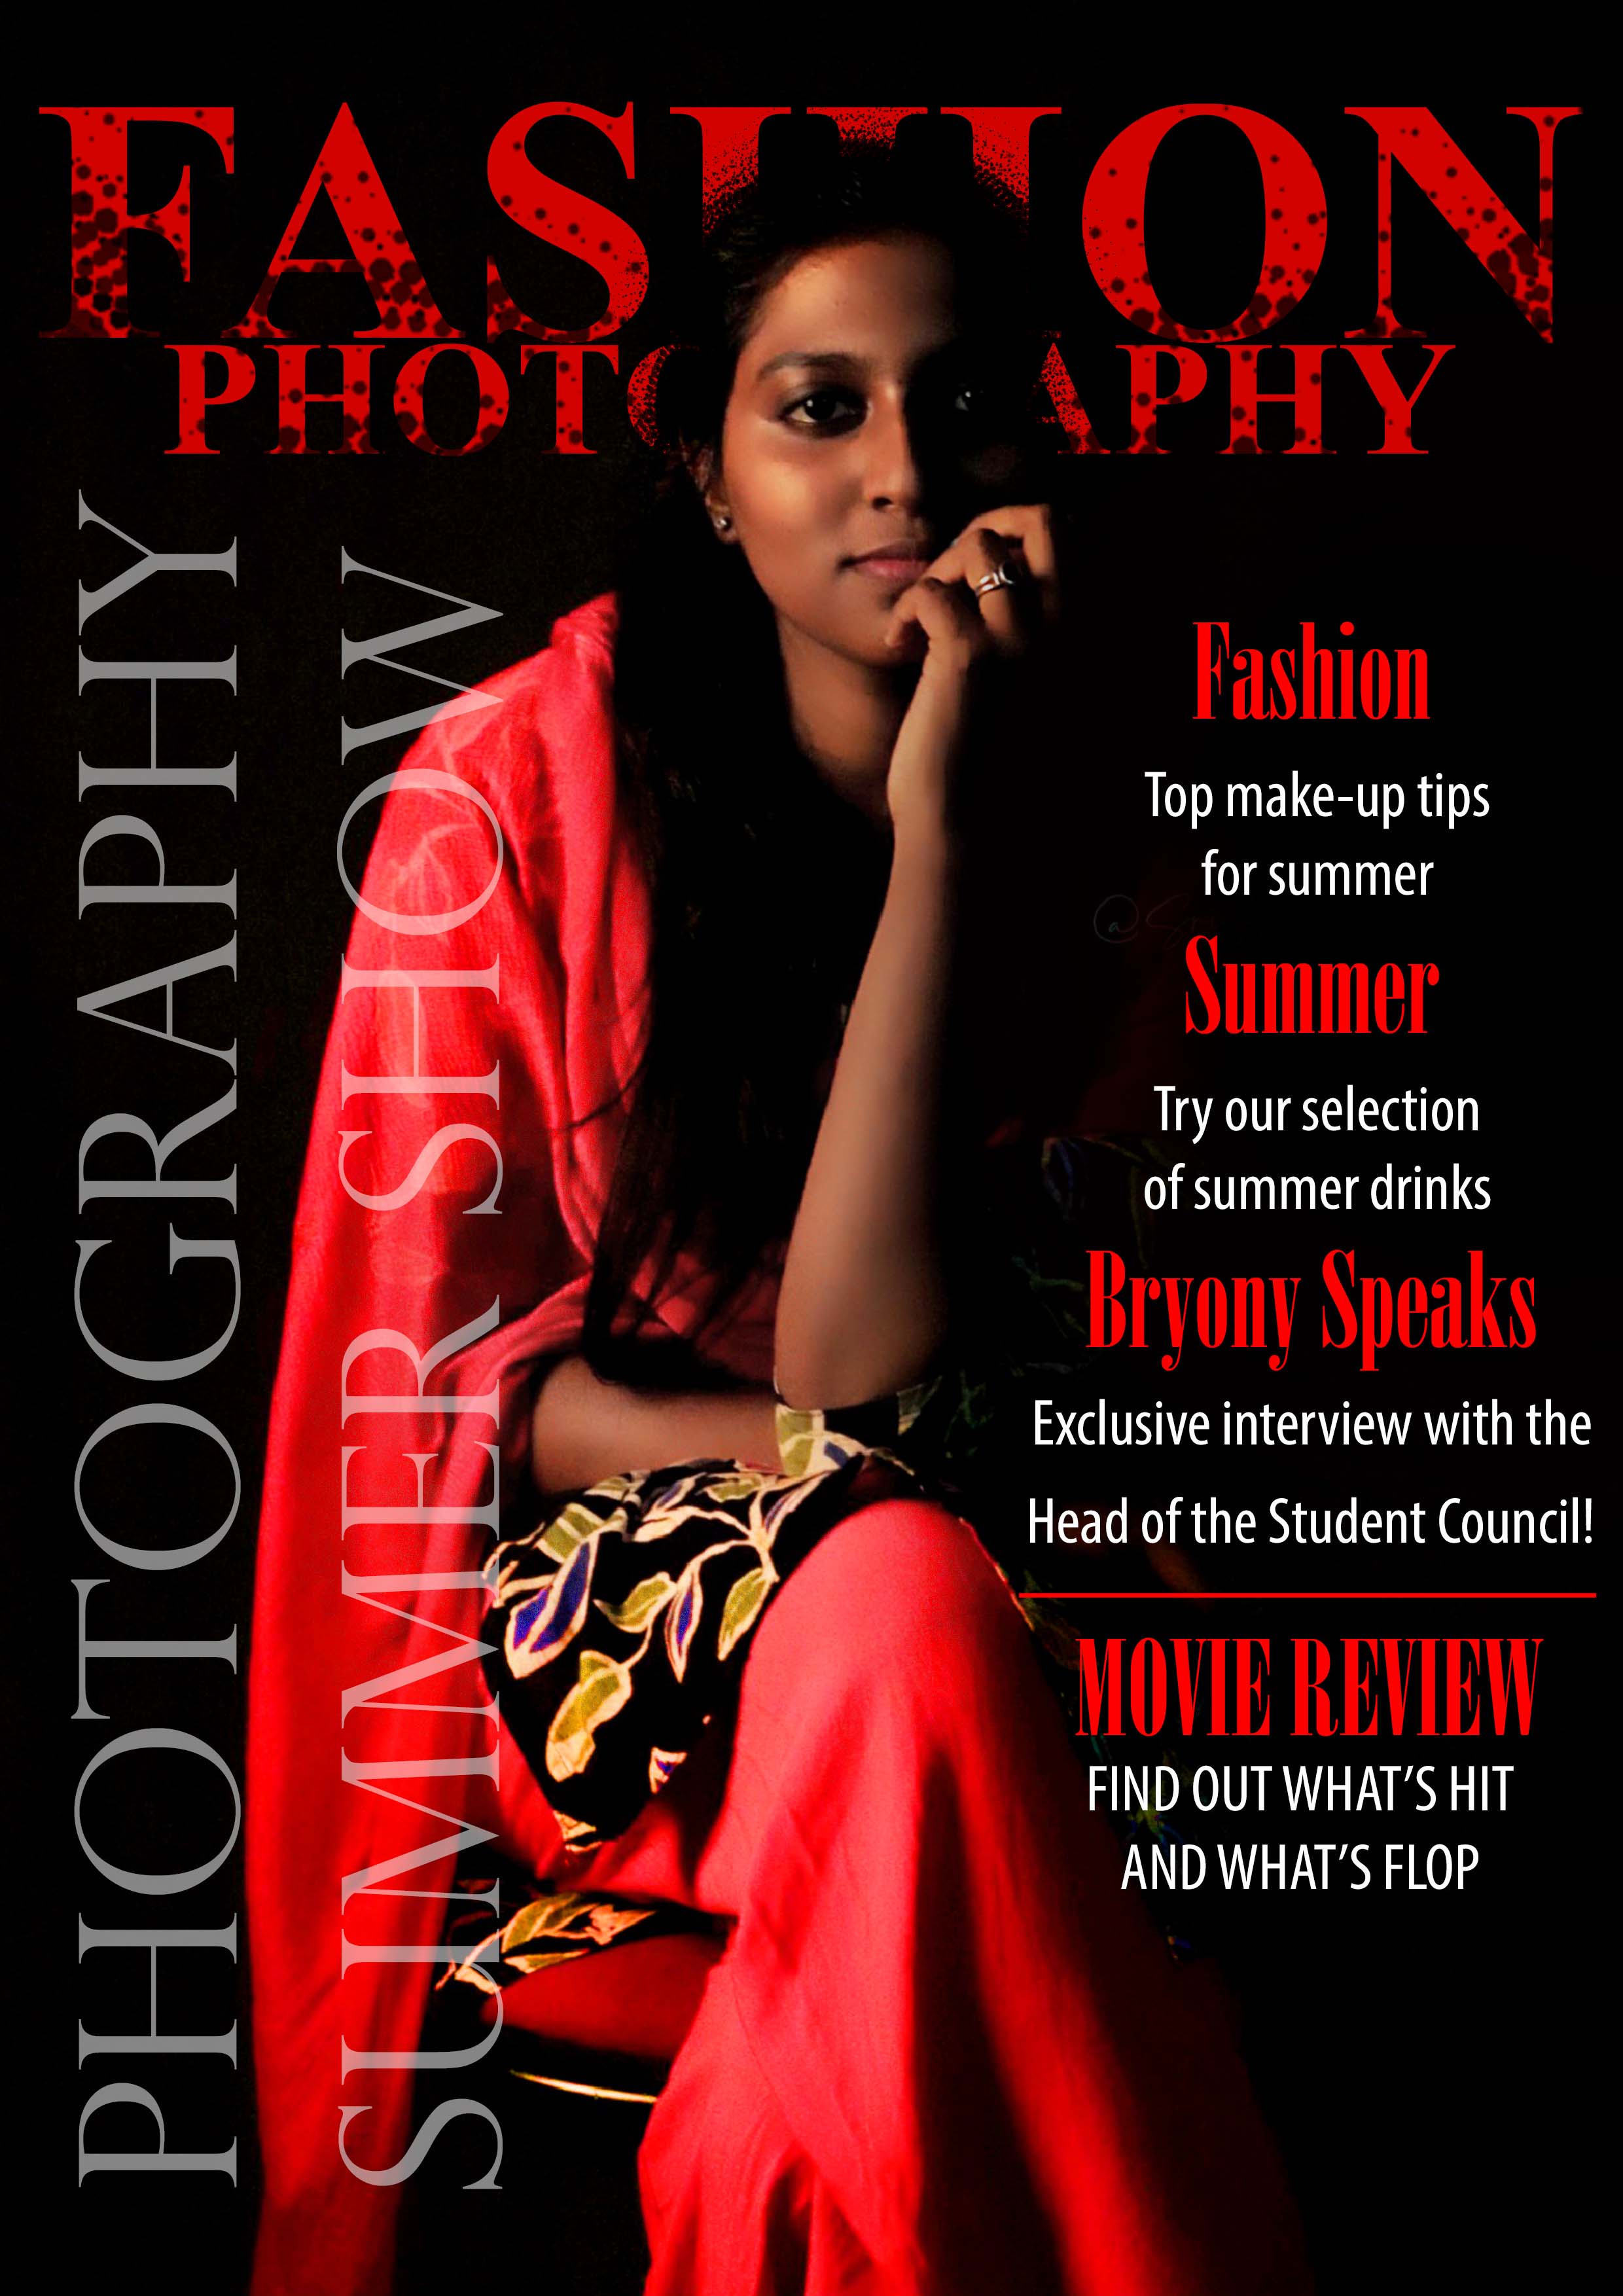 FASHION
PHOTOGRAPHY
PHOTOGRAPHY
SUMMER SHOW
Fashion
Top make-up tips
for summer
Summer
Try our selection
of summer drinks
Bryony Speaks
Exclusive interview with the
Head of the Student Council!
MOVIE REVIEW
FIND OUT WHAT’S HIT
AND WHAT’S FLOP